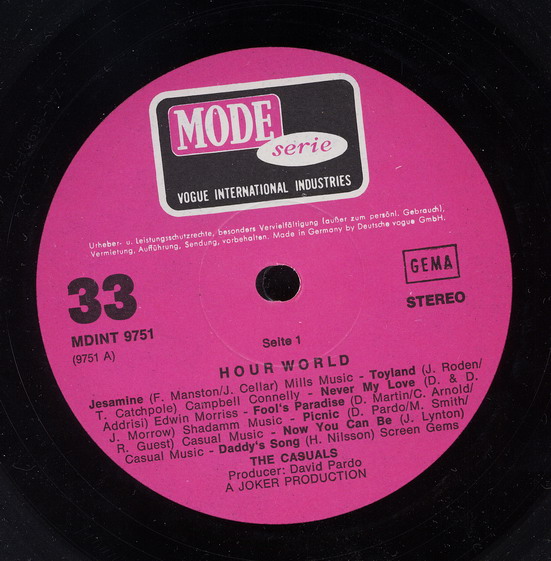 MODE
série
VOGUE INTERNATIONAL INDUSTRIES
Urheber- u. Leistungsschutzrechte, besonders Vervielfältigung (außer zum persönl. Gebrauch),
Vermietung, Aufführung, Sendung, vorbehalten. Made in Germany by Deutsche vogue GmbH.
33
GEMA
MDINT 9751
STEREO
(9751 A)
Seite 1
HOUR WORLD
Jesamine (F. Manston/J. Cellar) Mills Music - Toyland (J. Roden/
T. Catchpole) Campbell Connelly - Never My Love (D. & D.
Addrisi) Edwin Morriss - Fool's Paradise (D. Martin/C. Arnold/
J. Morrow) Shadamm Music - Picnic (D. Pardo/M. Smith/
R. Guest) Casual Music - Now You Can Be (J. Lynton)
Casual Music - Daddy's Song (H. Nilsson) Screen Gems
THE CASUALS
Producer: David Pardo
A JOKER PRODUCTION